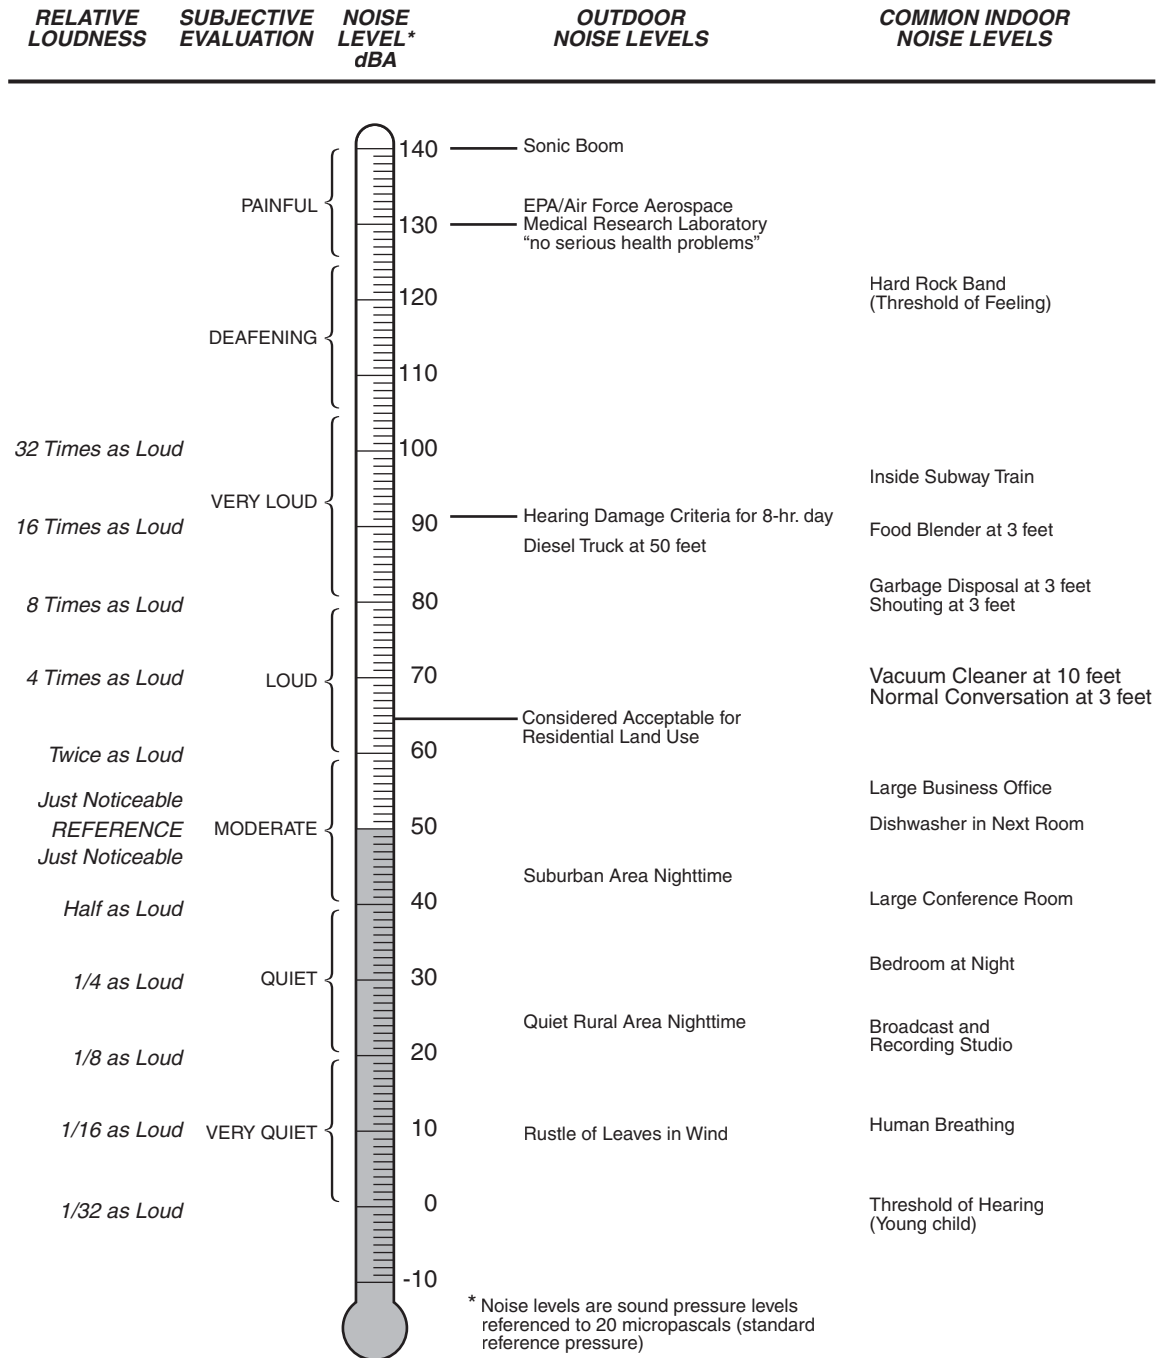 RELATIVE LOUDNESS
SUBJECTIVE EVALUATION
NOISE LEVEL* dBA
OUTDOOR NOISE LEVELS
COMMON INDOOR NOISE LEVELS
140
Sonic Boom
PAINFUL
EPA/Air Force Aerospace
130
Medical Research Laboratory
“no serious health problems”
120
Hard Rock Band
(Threshold of Feeling)
DEAFENING
110
32 Times as Loud
100
Inside Subway Train
VERY LOUD
16 Times as Loud
90
Hearing Damage Criteria for 8-hr. day
Food Blender at 3 feet
Diesel Truck at 50 feet
8 Times as Loud
80
Garbage Disposal at 3 feet
Shouting at 3 feet
4 Times as Loud
LOUD
70
Vacuum Cleaner at 10 feet
Normal Conversation at 3 feet
Considered Acceptable for
Residential Land Use
Twice as Loud
60
Just Noticeable
Large Business Office
REFERENCE
MODERATE
50
Dishwasher in Next Room
Just Noticeable
Suburban Area Nighttime
Half as Loud
40
Large Conference Room
Bedroom at Night
1/4 as Loud
QUIET
30
Quiet Rural Area Nighttime
Broadcast and
Recording Studio
1/8 as Loud
20
1/16 as Loud
VERY QUIET
10
Rustle of Leaves in Wind
Human Breathing
1/32 as Loud
0
Threshold of Hearing
(Young child)
-10
* Noise levels are sound pressure levels
referenced to 20 micropascals (standard
reference pressure)